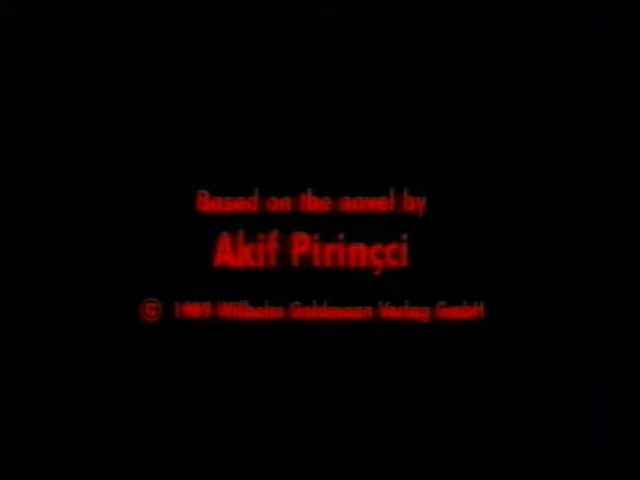 Based on the novel by
Akif Pirinçci
© 1989 Wilhelm Goldmann Verlag GmbH